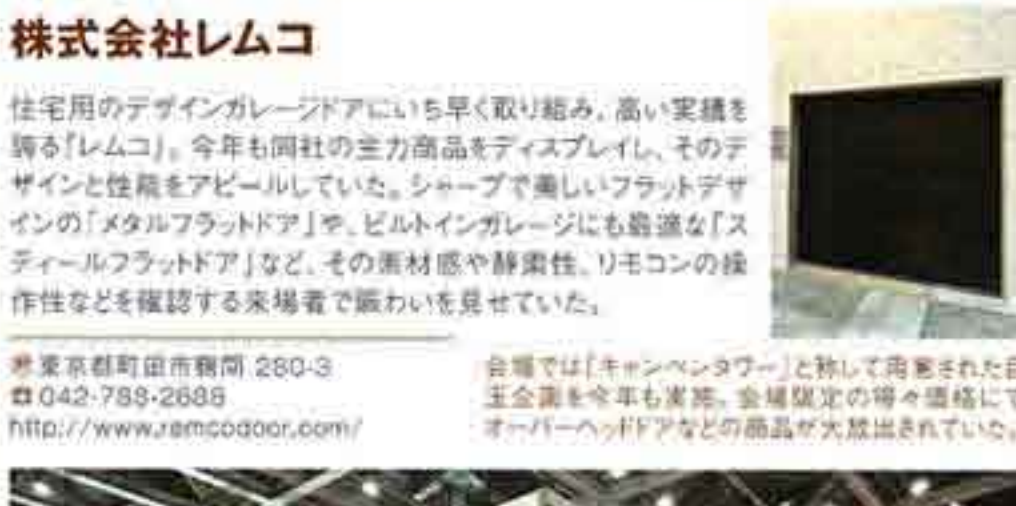 株式会社レムコ
住宅用のデザインガレージドアにいち早く取り組み、高い実績を
誇る「レムコ」。今年も同社の主力商品をディスプレイし、そのデ
ザインと性能をアピールしていた。シャープで美しいフラットデザ
インの「メタルフラットドア」や、ビルトインガレージにも最適な「ス
ティールフラットドア」など、その素材感や静粛性、リモコンの操
作性などを確認する来場者で賑わいを見せていた。
東京都町田市鶴間 280-3
☎042-788-2688
http://www.remcodoor.com/
会場では「キャンペンタワー」と称して用意された目
玉企画を今年も実施。会場限定の得々価格にて
オーバーヘッドドアなどの商品が大放出されていた。